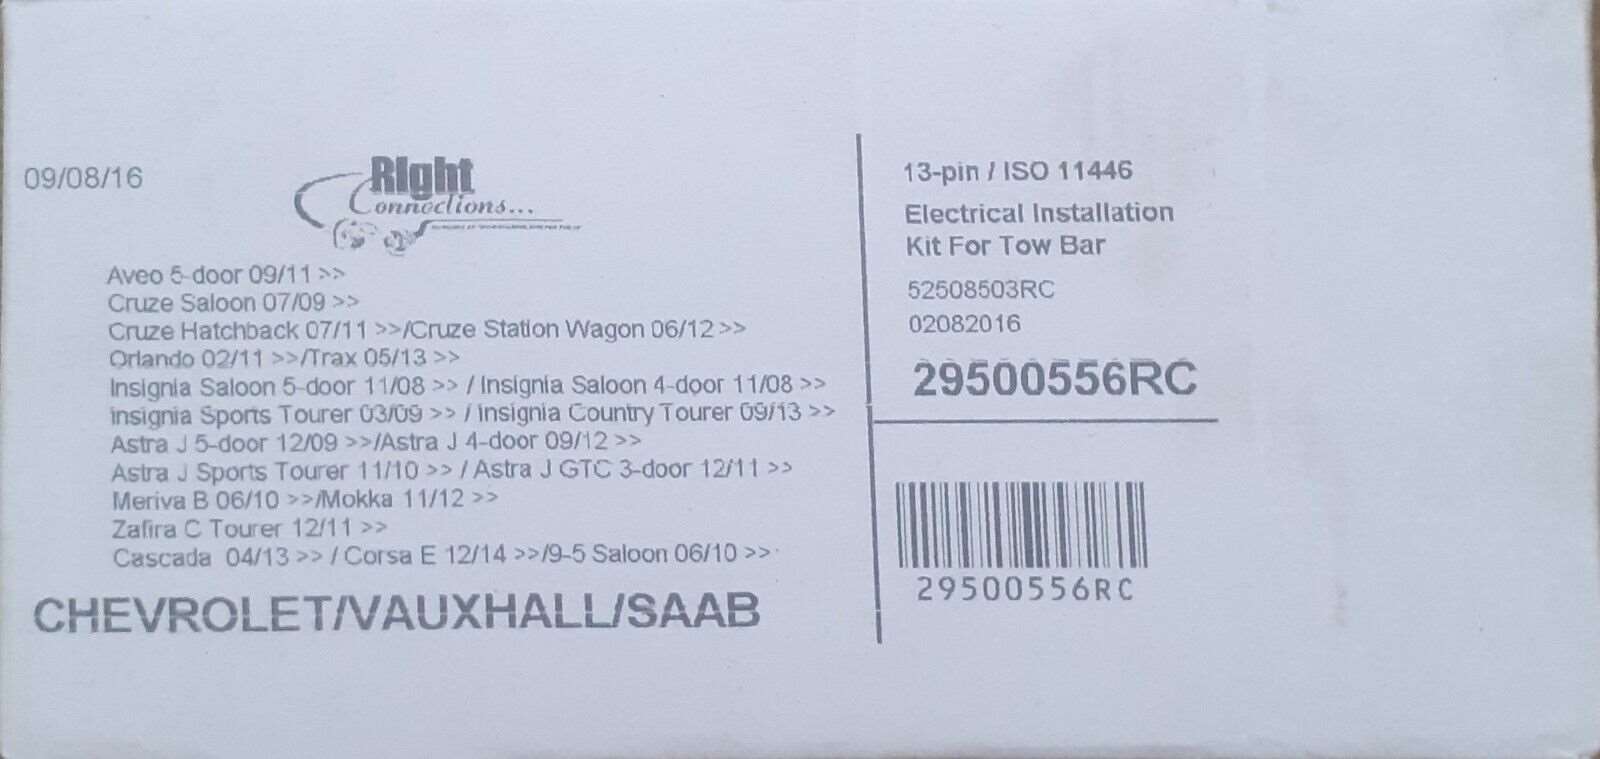 09/08/16
Right
Connections...
Aveo 5-door 09/11 >>
Cruze Saloon 07/09 >>
Cruze Hatchback 07/11 >>/Cruze Station Wagon 06/12 >>
Orlando 02/11 >>/Trax 05/13 >>
Insignia Saloon 5-door 11/08 >> / Insignia Saloon 4-door 11/08 >>
Insignia Sports Tourer 03/09 >> / Insignia Country Tourer 09/13 >>
Astra J 5-door 12/09 >>/Astra J 4-door 09/12 >>
Astra J Sports Tourer 11/10 >> / Astra J GTC 3-door 12/11 >>
Meriva B 06/10 >>/Mokka 11/12 >>
Zafira C Tourer 12/11 >>
Cascada 04/13 >> / Corsa E 12/14 >>/9-5 Saloon 06/10 >>
CHEVROLET/VAUXHALL/SAAB
13-pin / ISO 11446
Electrical Installation
Kit For Tow Bar
52508503RC
02082016
29500556RC
29500556RC